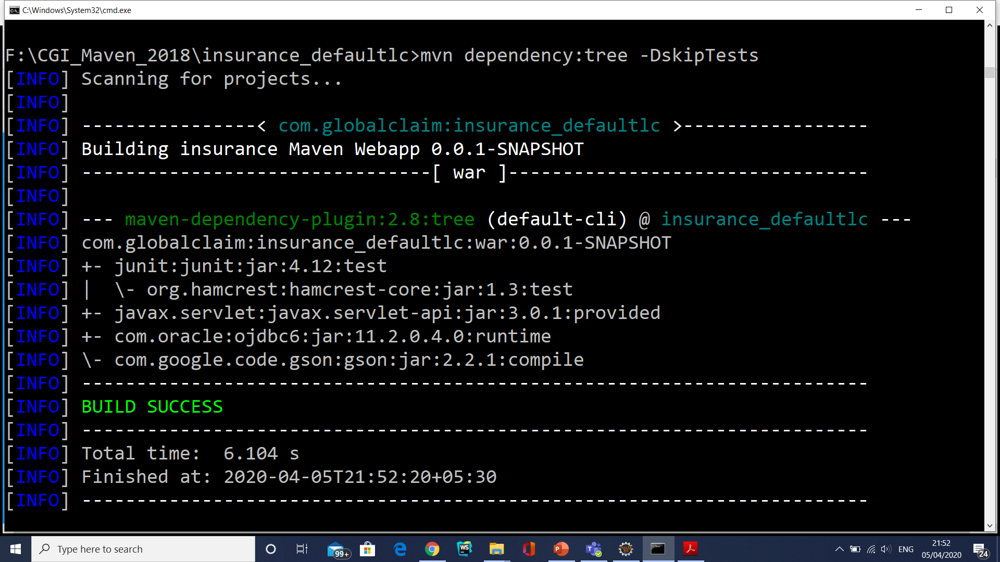 C:\Windows\System32\cmd.exe
F:\CGI_Maven_2018\insurance_defaultlc>mvn dependency:tree -DskipTests
[INFO] Scanning for projects...
[INFO]
[INFO] ----------------< com.globalclaim:insurance_defaultlc >-----------------
[INFO] Building insurance Maven Webapp 0.0.1-SNAPSHOT
[INFO] --------------------------------[ war ]---------------------------------
[INFO]
[INFO] --- maven-dependency-plugin:2.8:tree (default-cli) @ insurance_defaultlc ---
[INFO] com.globalclaim:insurance_defaultlc:war:0.0.1-SNAPSHOT
[INFO] +- junit:junit:jar:4.12:test
[INFO] |  \- org.hamcrest:hamcrest-core:jar:1.3:test
[INFO] +- javax.servlet:javax.servlet-api:jar:3.0.1:provided
[INFO] +- com.oracle:ojdbc6:jar:11.2.0.4.0:runtime
[INFO] \- com.google.code.gson:gson:jar:2.2.1:compile
[INFO] ------------------------------------------------------------------------
[INFO] BUILD SUCCESS
[INFO] ------------------------------------------------------------------------
[INFO] Total time:  6.104 s
[INFO] Finished at: 2020-04-05T21:52:20+05:30
[INFO] ------------------------------------------------------------------------
Type here to search
99+
WS
ENG
21:52
05/04/2020
24